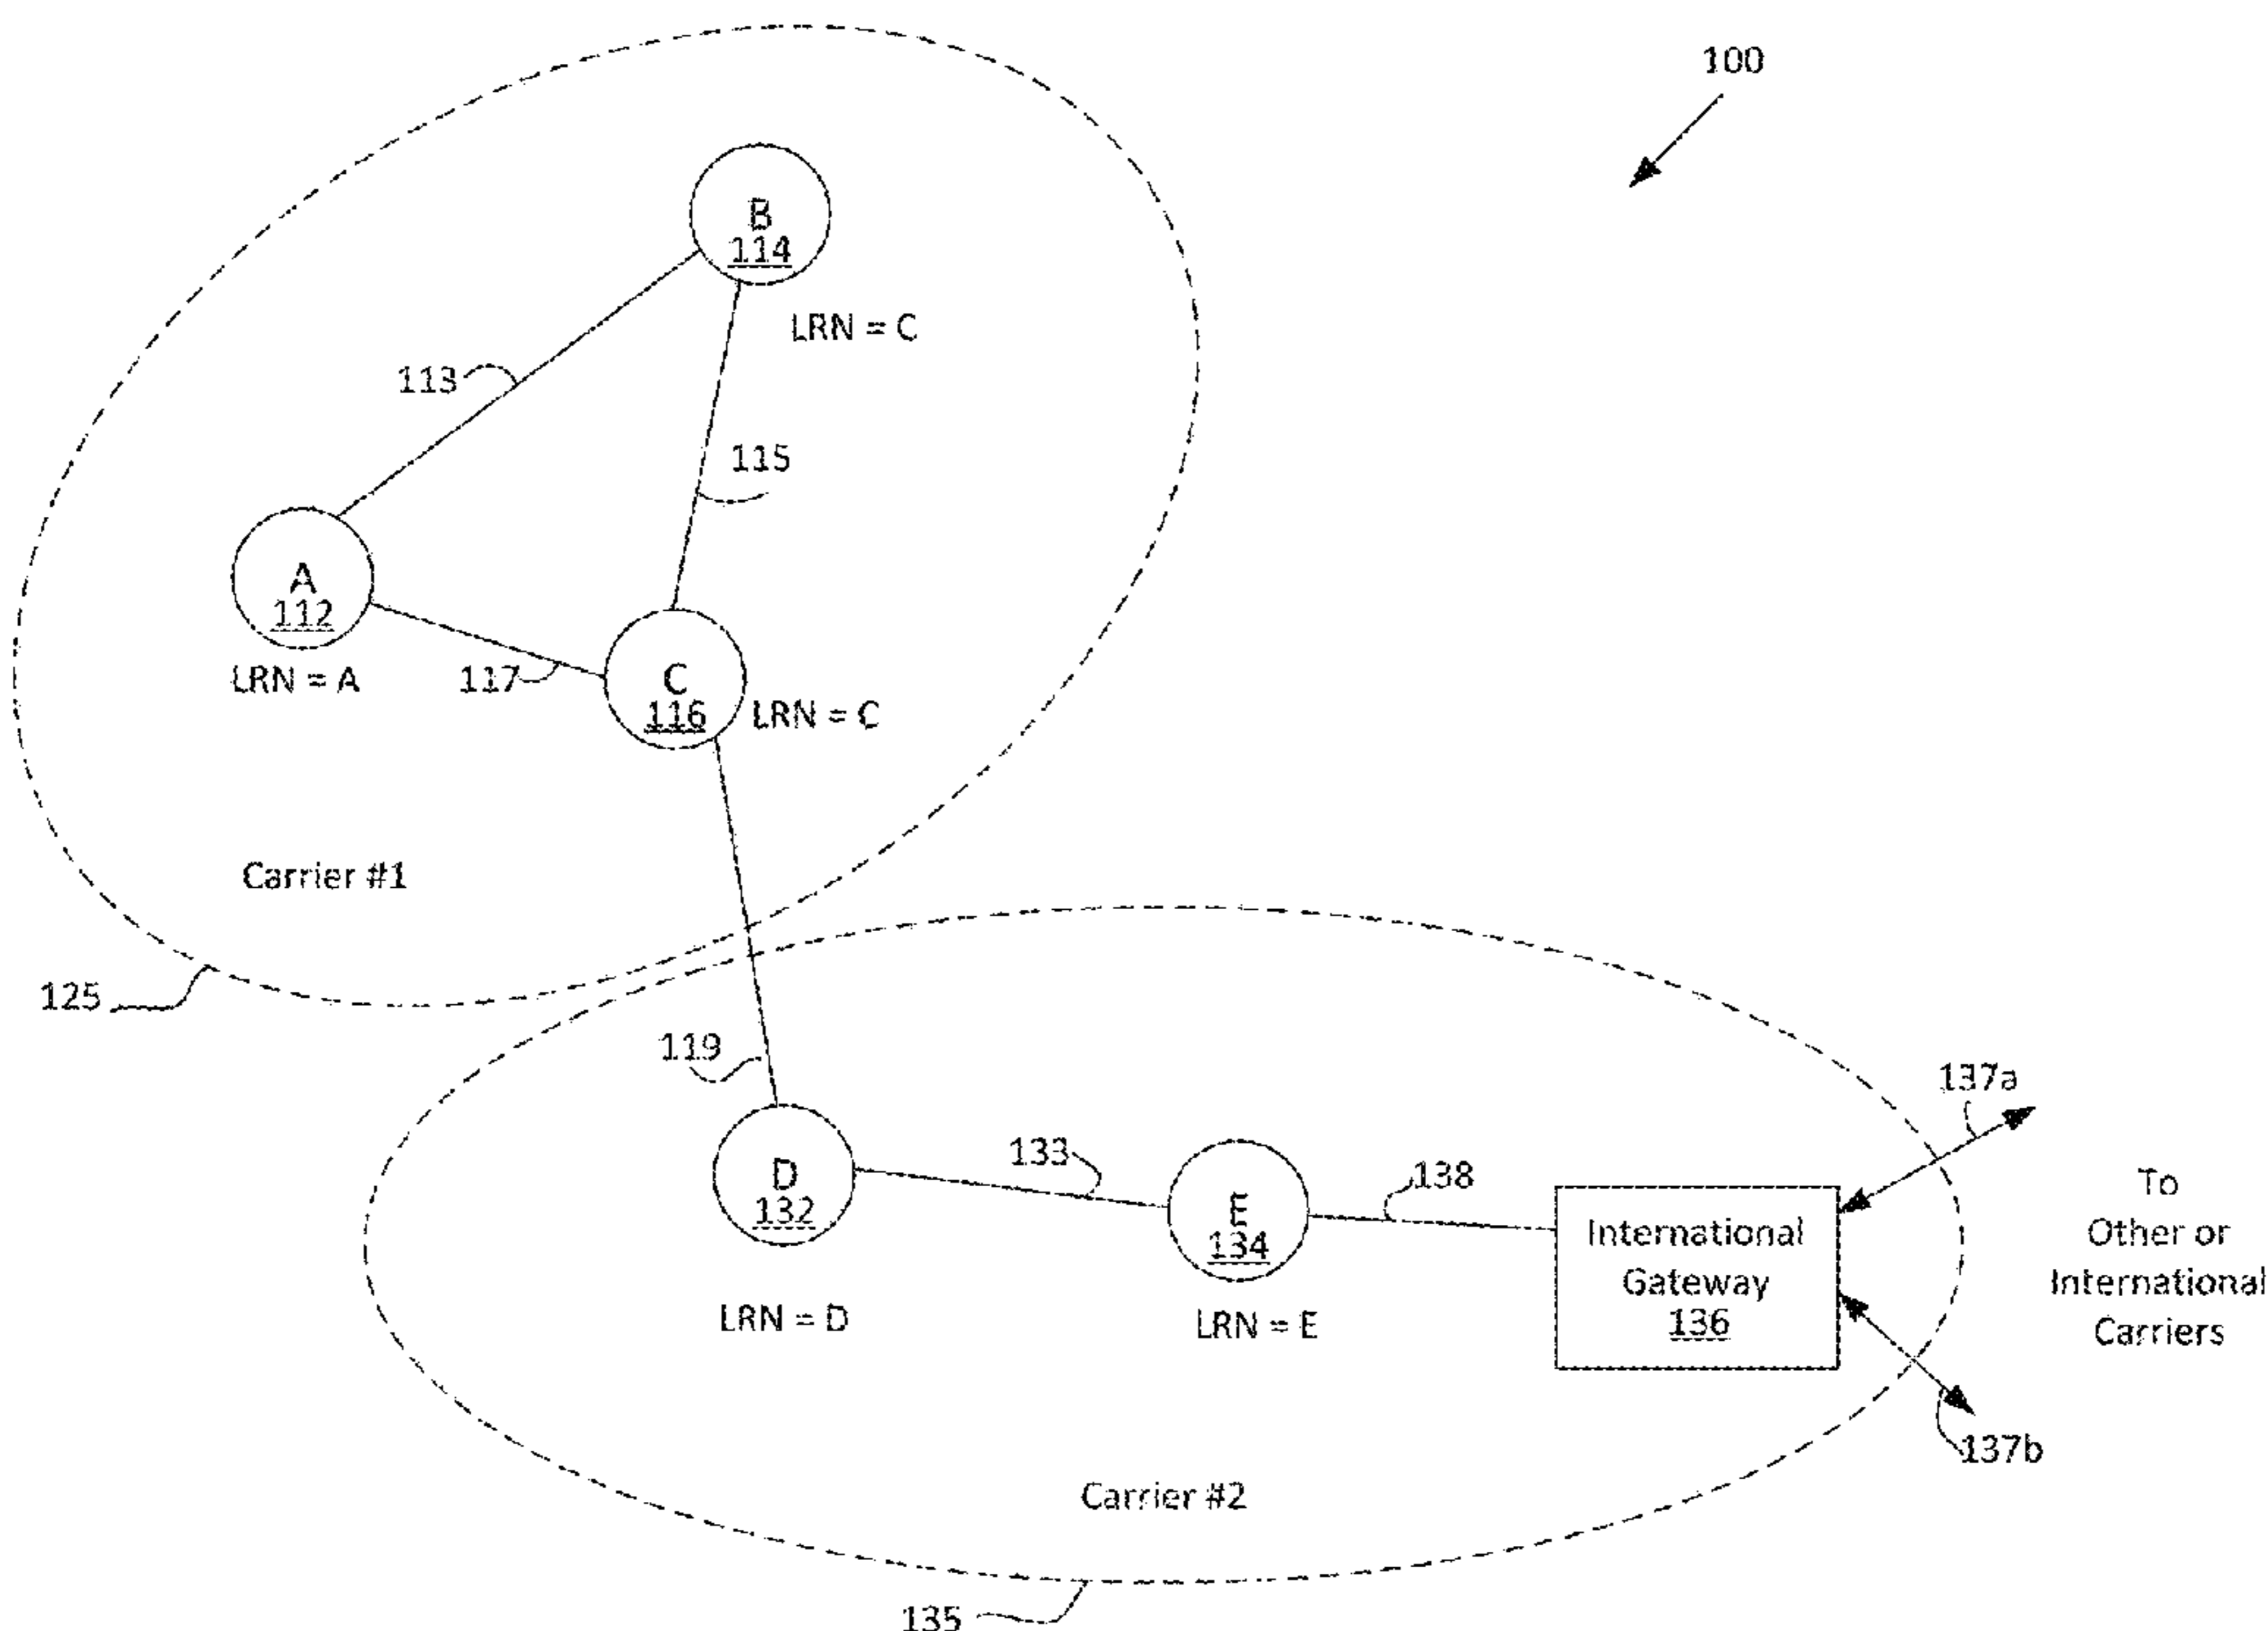 100
B
114
LRN = C
113
115
A
112
LRN = A
117
C
116
LRN = C
Carrier #1
125
119
137a
D
132
133
E
134
138
International
Gateway
136
To
Other or
International
Carriers
LRN = D
LRN = E
137b
Carrier #2
135